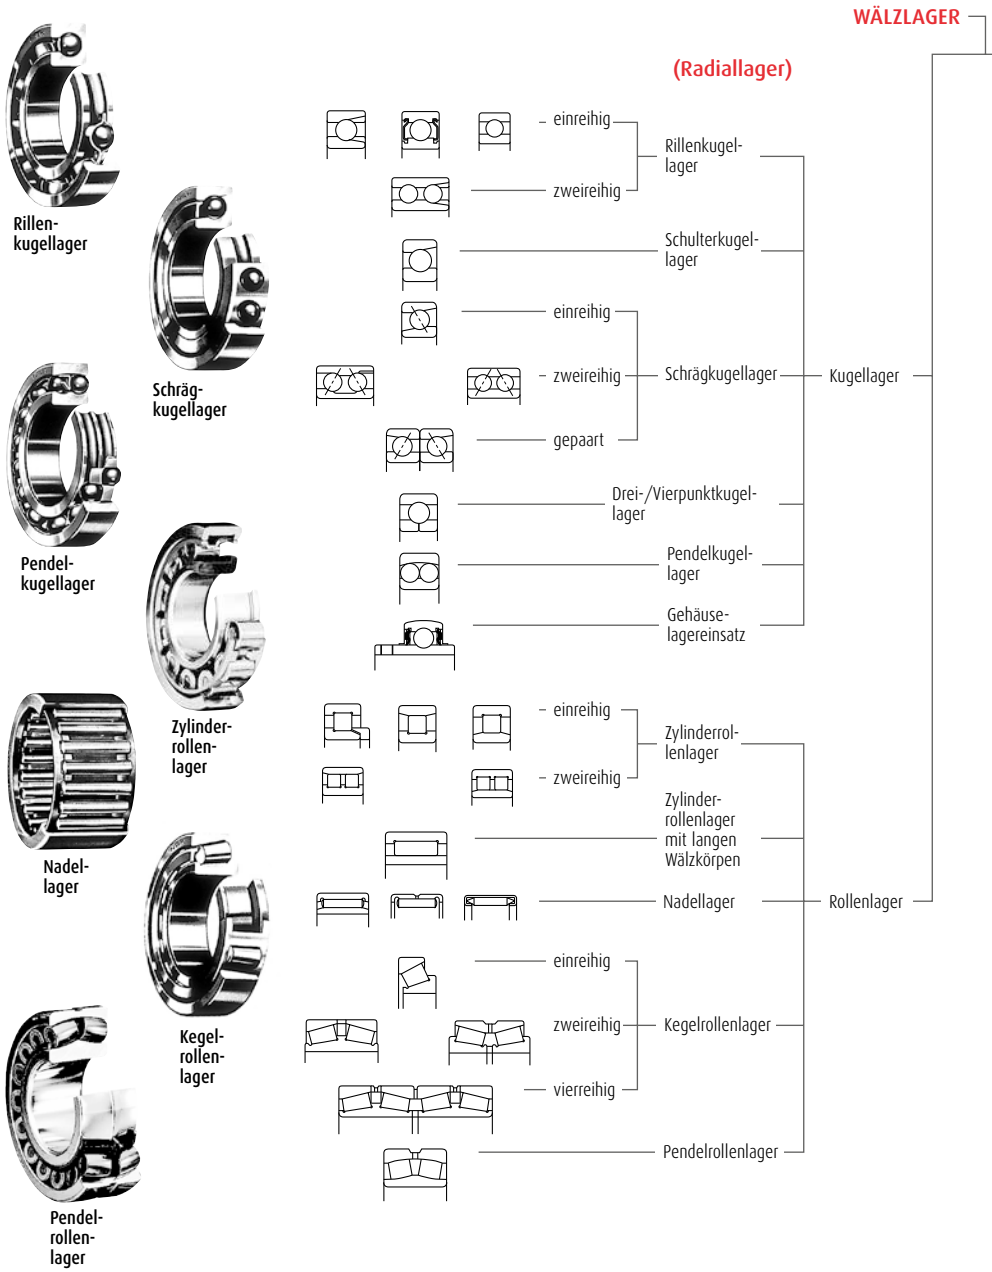 WÄLZLAGER
(Radiallager)
einreihig
zweireihig
Rillenkugel-
lager
Schulterkugel-
lager
einreihig
zweireihig
gepaart
Schrägkugellager
Kugellager
Drei-/Vierpunktkugel-
lager
Pendelkugel-
lager
Gehäuse-
lagereinsatz
einreihig
zweireihig
Zylinderrol-
lenlager
Zylinder-
rollenlager
mit langen
Wälzkörpen
Nadellager
Rollenlager
einreihig
zweireihig
vierreihig
Kegelrollenlager
Pendelrollenlager
Rillen-
kugellager
Schräg-
kugellager
Pendel-
kugellager
Zylinder-
rollen-
lager
Nadel-
lager
Kegel-
rollen-
lager
Pendel-
rollen-
lager